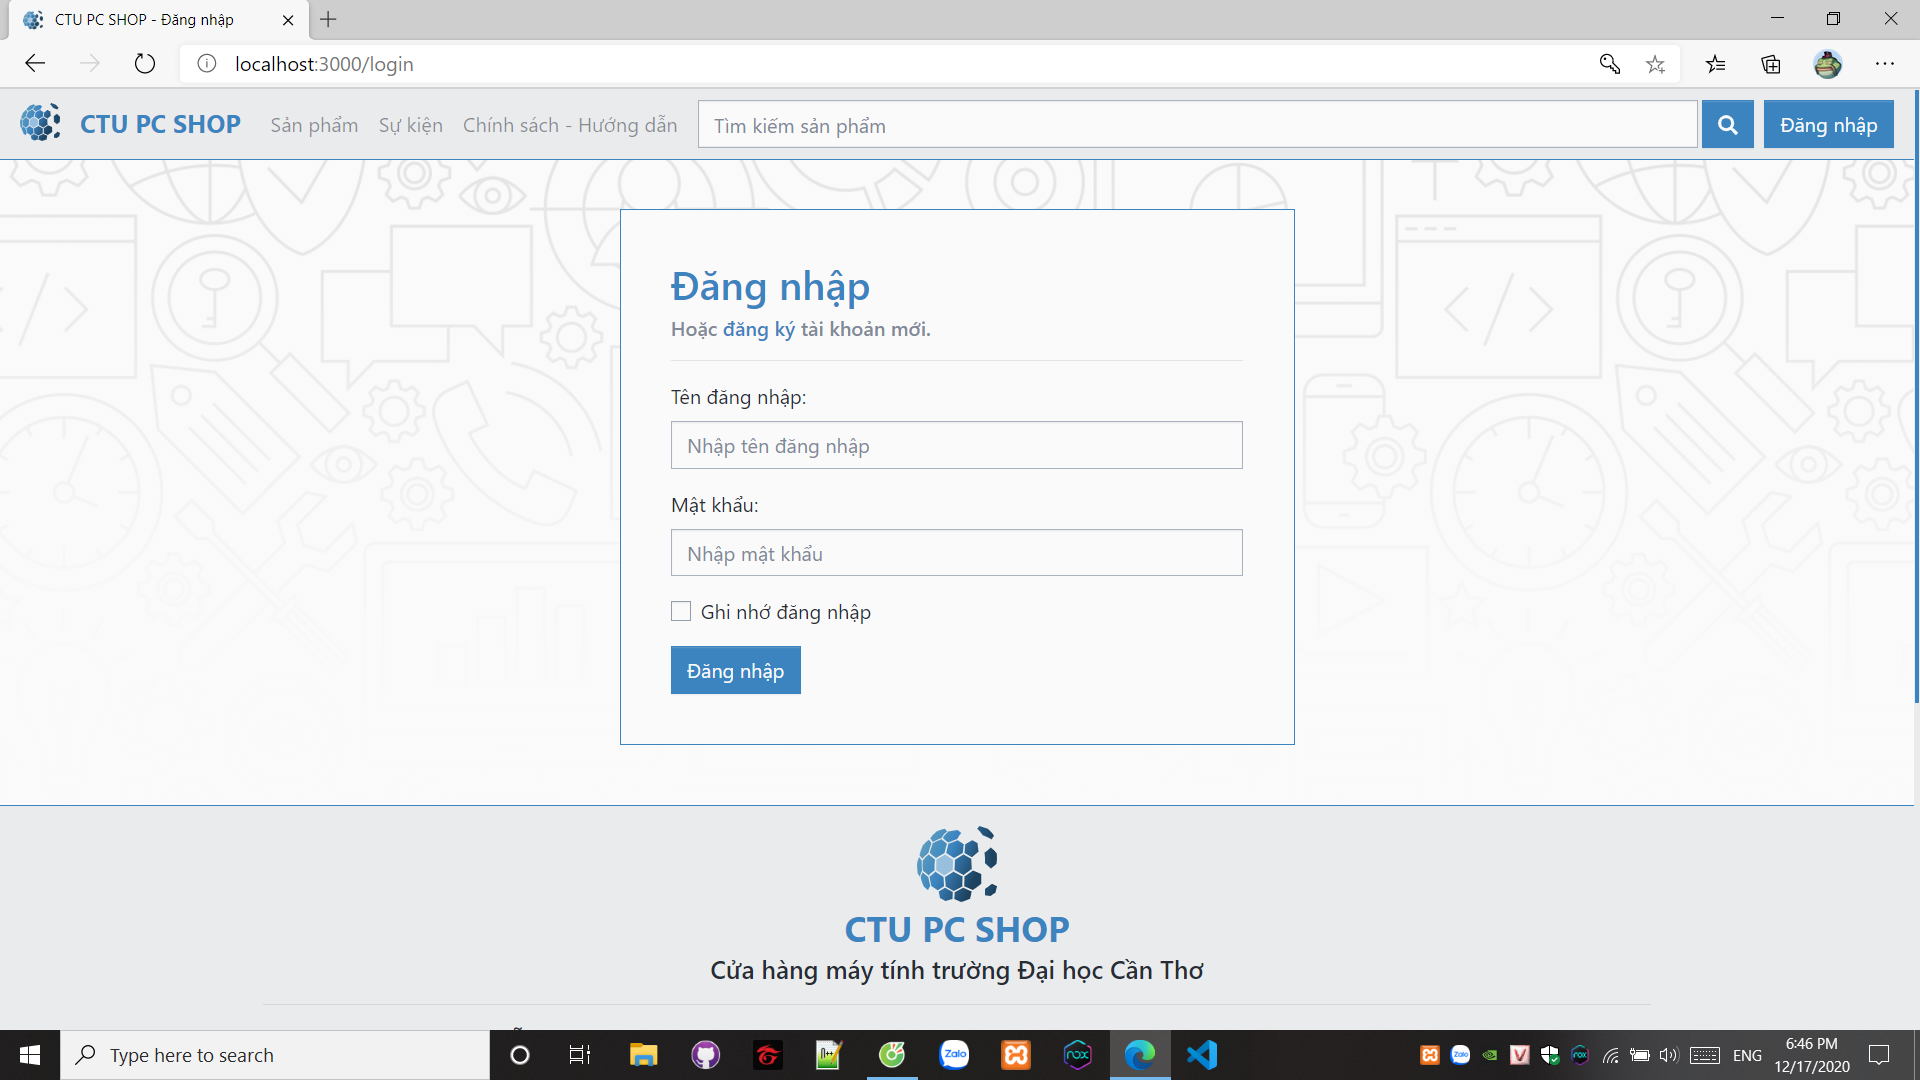 CTU PC SHOP - Đăng nhập
localhost:3000/login
CTU PC SHOP
Sản phẩm
Sự kiện
Chính sách - Hướng dẫn
Tìm kiếm sản phẩm
Đăng nhập
Đăng nhập
Hoặc đăng ký tài khoản mới.
Tên đăng nhập:
Nhập tên đăng nhập
Mật khẩu:
Nhập mật khẩu
Ghi nhớ đăng nhập
Đăng nhập
CTU PC SHOP
Cửa hàng máy tính trường Đại học Cần Thơ
Type here to search
Zalo
nox
ENG
6:46 PM
12/17/2020